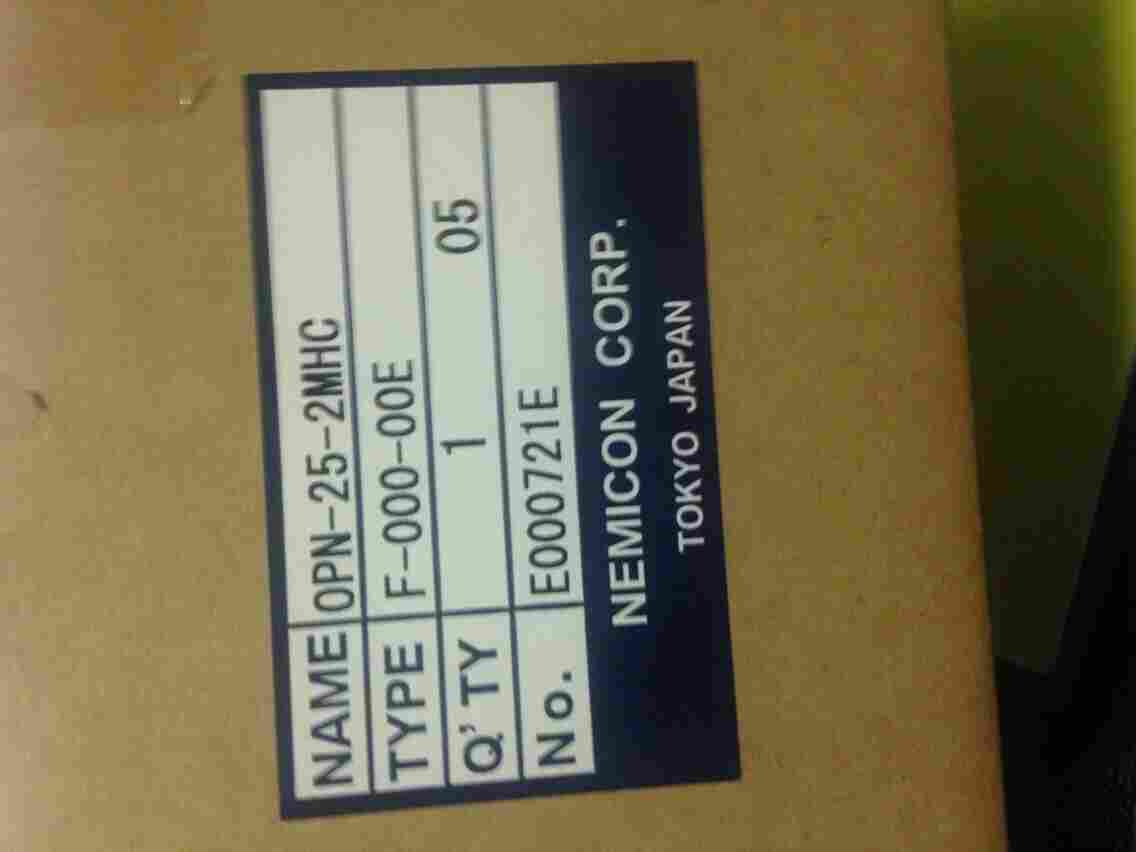 NAME OPN-25-2MHC
TYPE F-000-00E
Q'TY 1 05
No. E000721E
NEMICON CORP.
TOKYO JAPAN